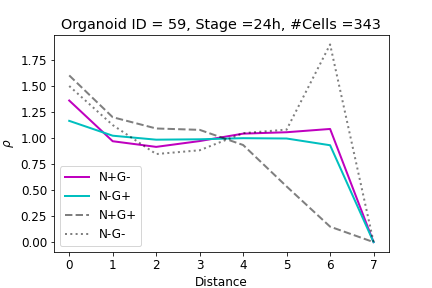 Organoid ID = 59, Stage =24h, #Cells =343
ρ
1.75
1.50
1.25
1.00
0.75
0.50
0.25
0.00
N+G-
N-G+
N+G+
N-G-
0 1 2 3 4 5 6 7
Distance